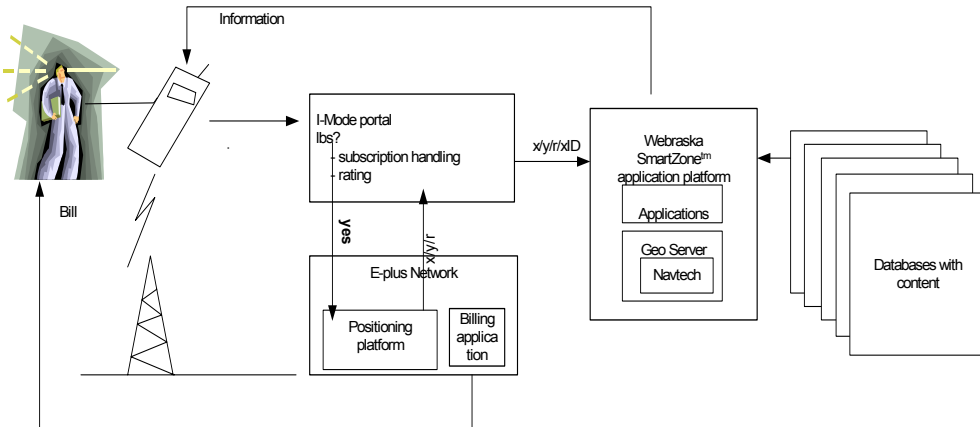 Information
I-Mode portal
lbs?
- subscription handling
- rating
x/y/r/xID
Webraska
SmartZone™
application platform
Applications
Geo Server
Navtech
Databases with
content
Bill
yes
x/y/r
E-plus Network
Positioning
platform
Billing
applica
tion